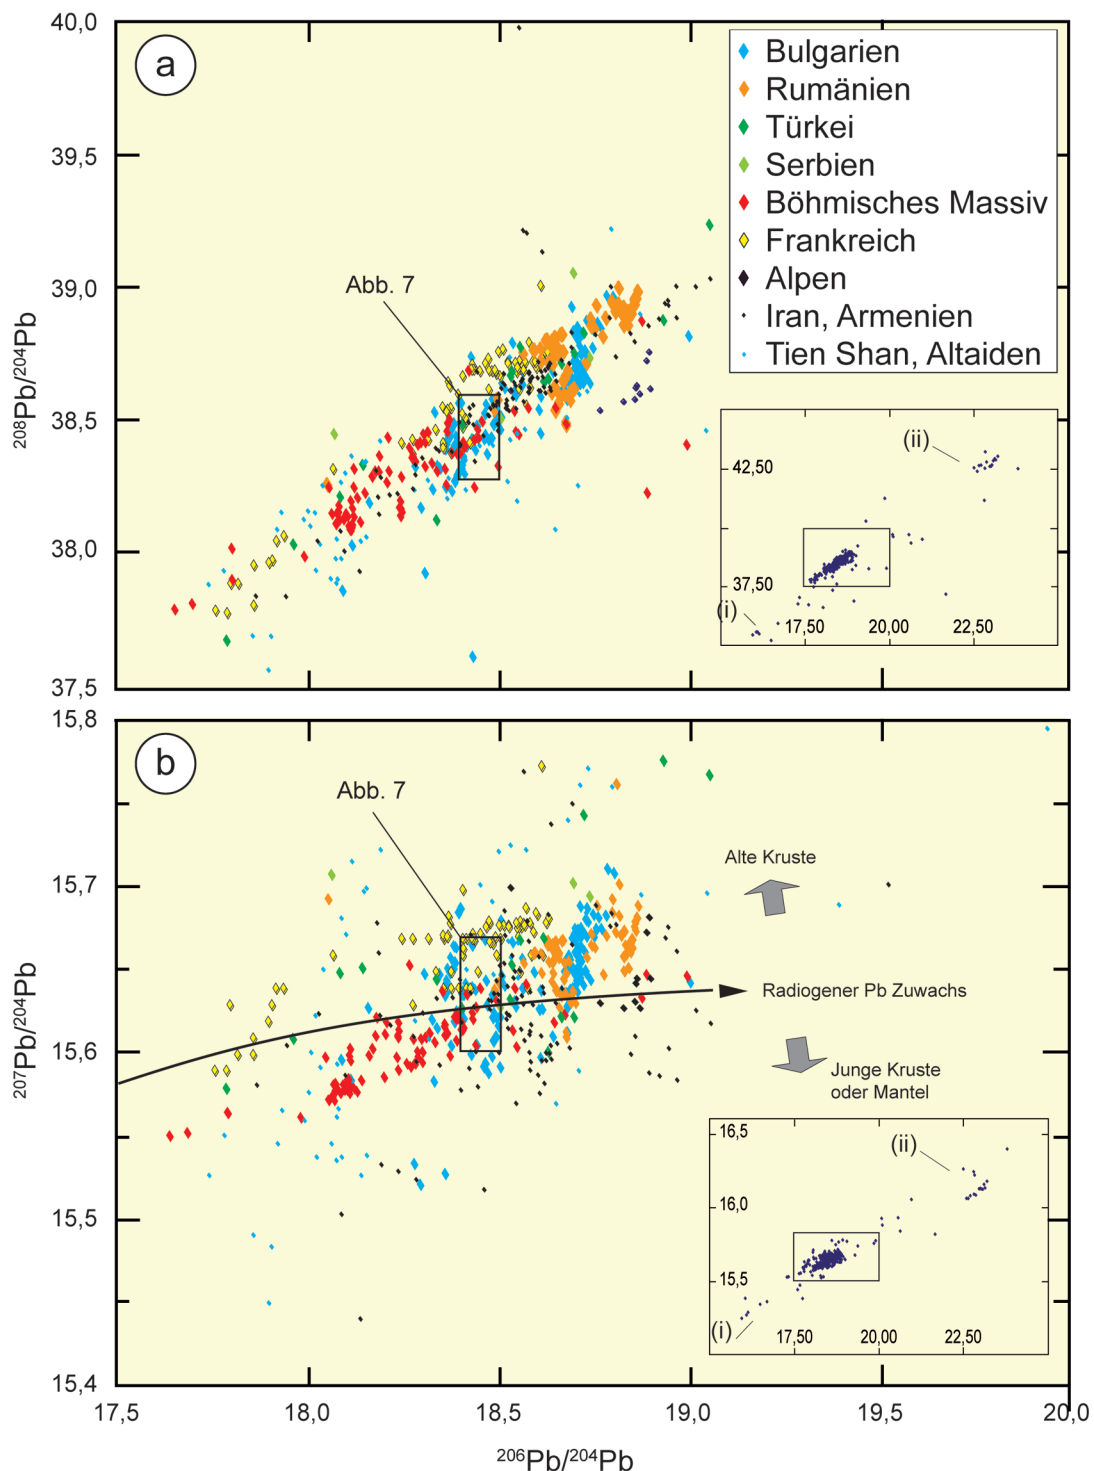 40,0
39,5
39,0
38,5
38,0
37,5
208Pb/204Pb
a
Abb. 7
Bulgarien
Rumänien
Türkei
Serbien
Böhmisches Massiv
Frankreich
Alpen
Iran, Armenien
Tien Shan, Altaiden
(ii)
42,50
37,50
(i)
17,50 20,00 22,50
15,8
15,7
15,6
15,5
15,4
207Pb/204Pb
b
Abb. 7
Alte Kruste
Radiogener Pb Zuwachs
Junge Kruste
oder Mantel
16,5
(ii)
16,0
15,5
(i)
17,50 20,00 22,50
17,5 18,0 18,5 19,0 19,5 20,0
206Pb/204Pb